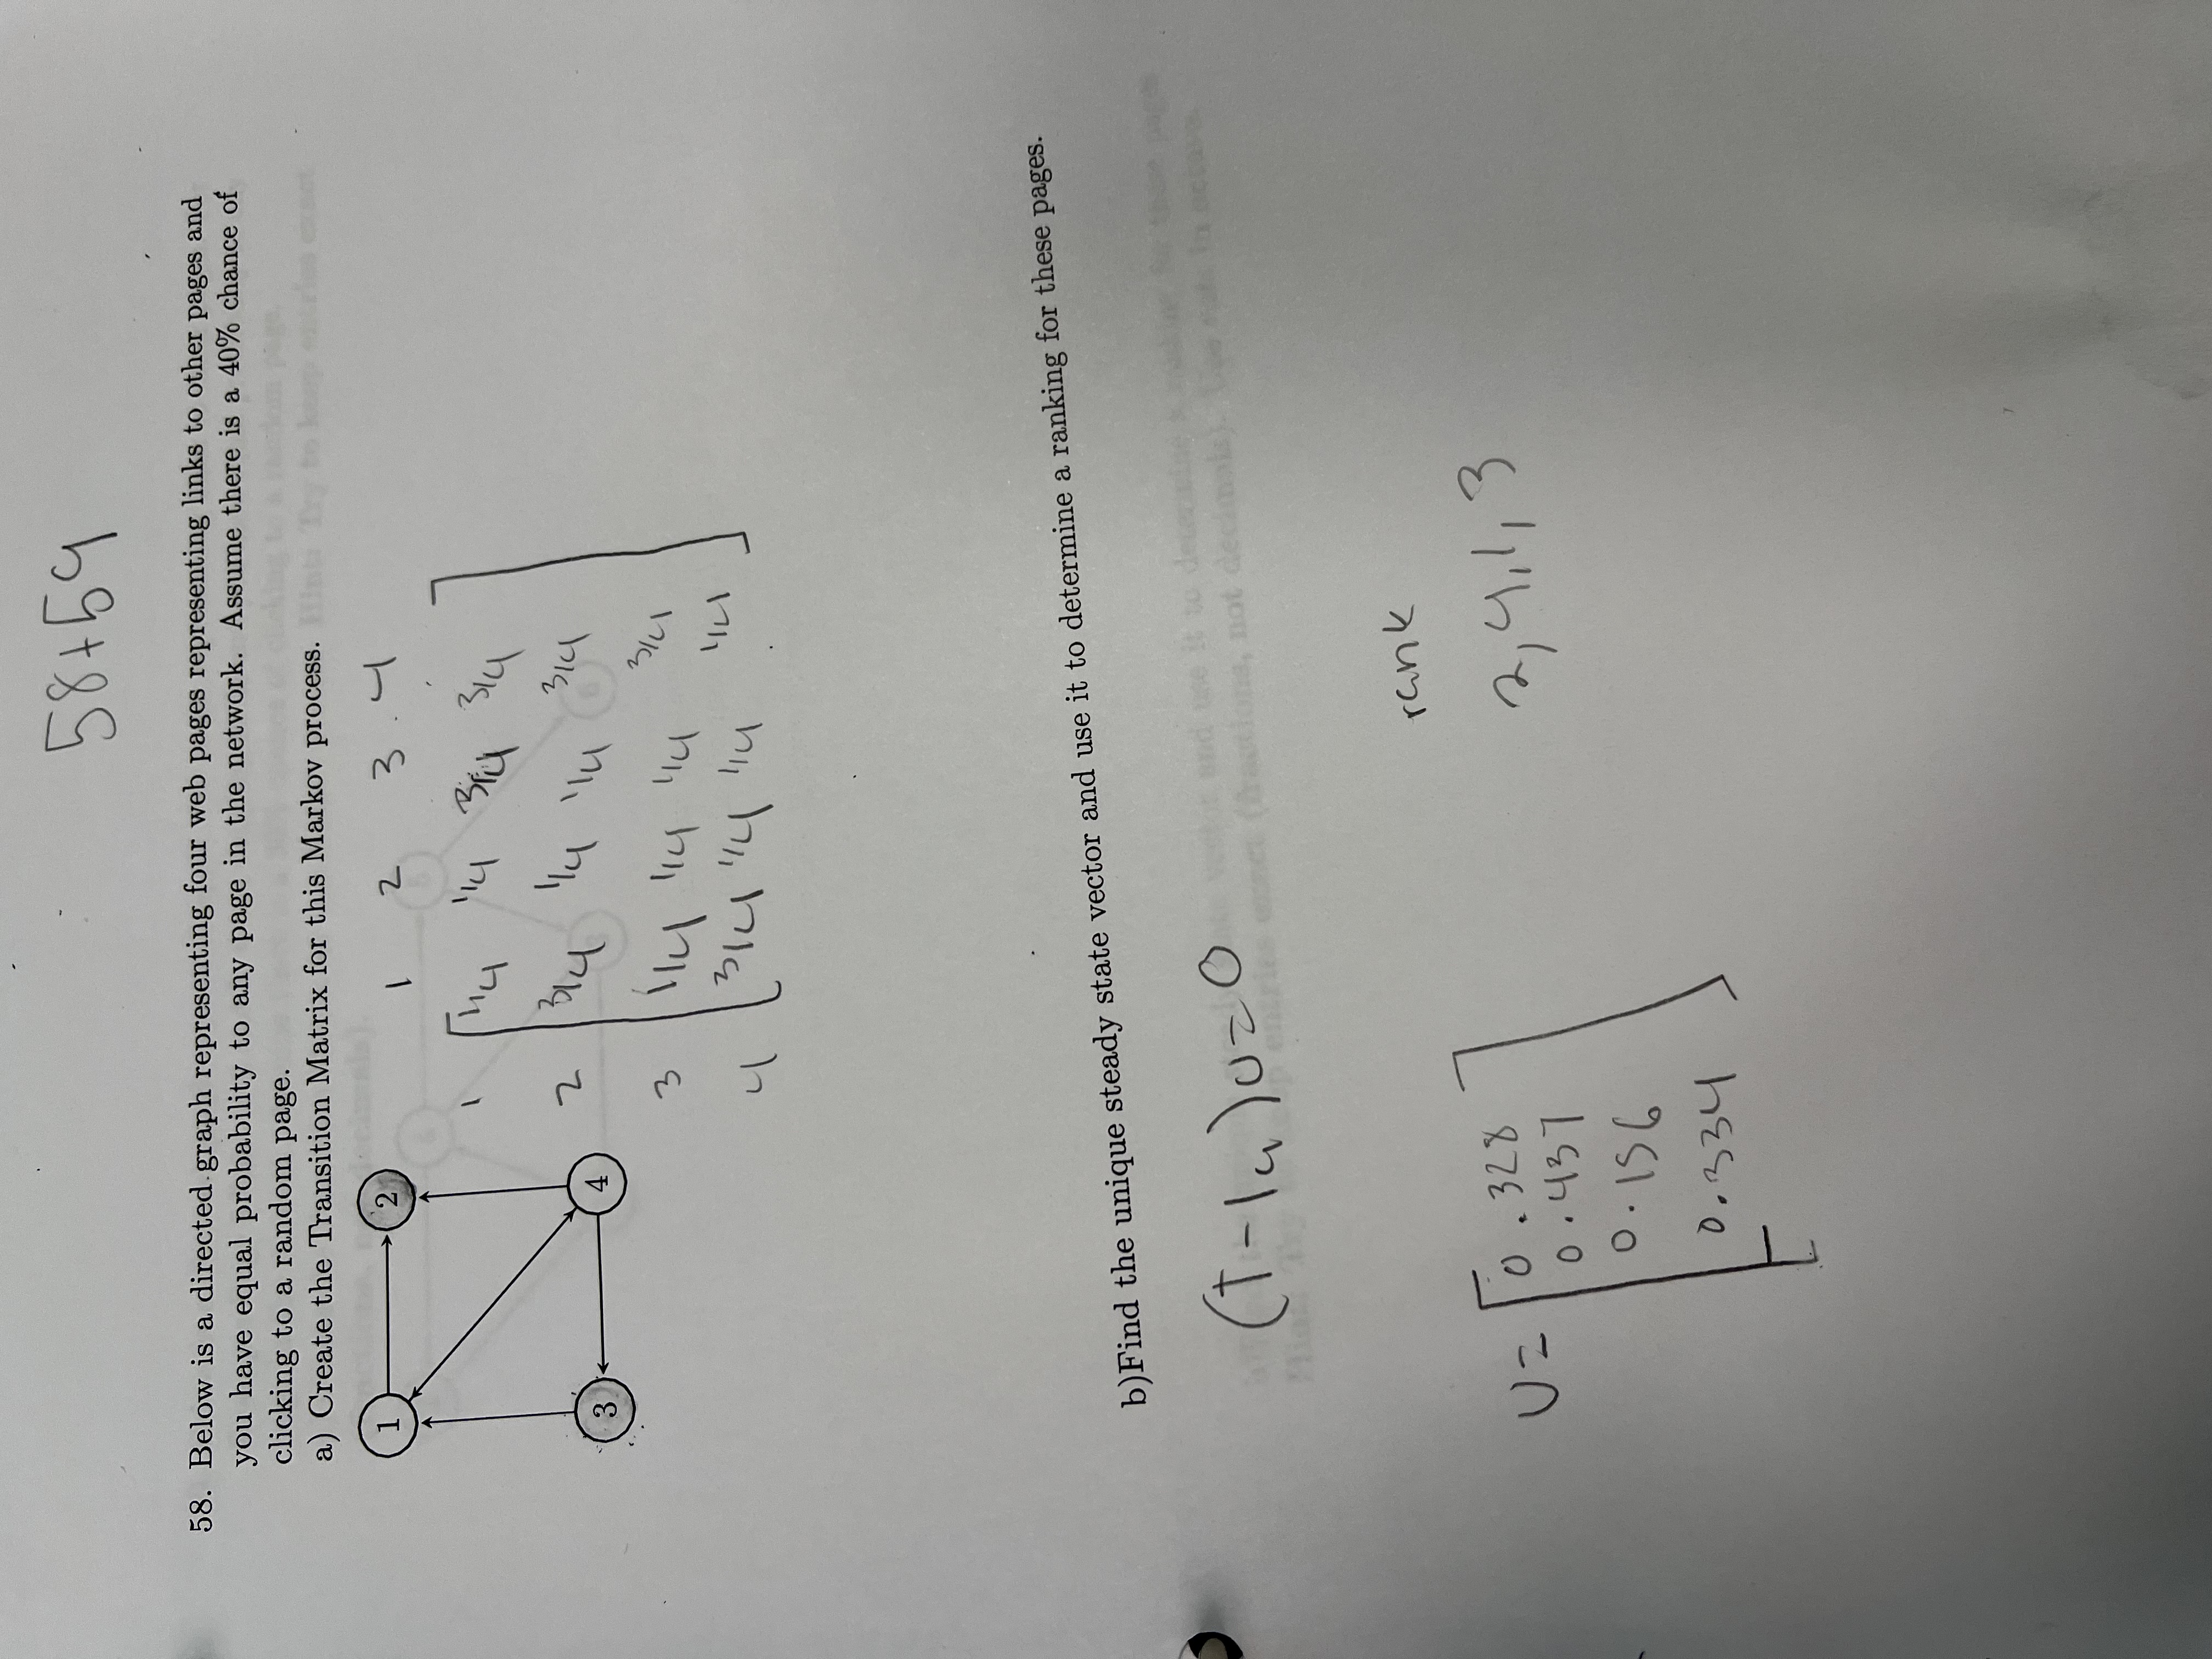 58+59
58. Below is a directed graph representing four web pages representing links to other pages and
you have equal probability to any page in the network. Assume there is a 40% chance of
clicking to a random page.
a) Create the Transition Matrix for this Markov process.
1 2
3 4
1 2 3 4
1 1/4 1/4 3/4 3/4
2 3/4 1/4 1/4 3/4
3 1/4 1/4 1/4 3/4
4 3/4 1/4 1/4 1/4
b)Find the unique steady state vector and use it to determine a ranking for these pages.
(T-I4)U=0
rank
2,4,1,3
U=
0.328
0.437
0.156
0.334